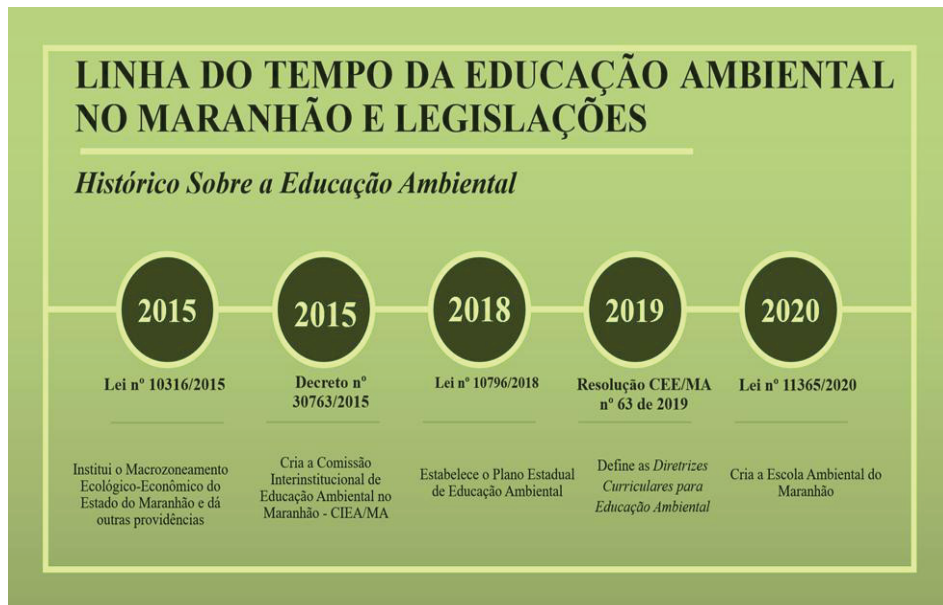 LINHA DO TEMPO DA EDUCAÇÃO AMBIENTAL
NO MARANHÃO E LEGISLAÇÕES
Histórico Sobre a Educação Ambiental
2015
Lei nº 10316/2015
Institui o Macrozoneamento
Ecológico-Econômico do
Estado do Maranhão e dá
outras providências
2015
Decreto nº
30763/2015
Cria a Comissão
Interinstitucional de
Educação Ambiental no
Maranhão - CIEA/MA
2018
Lei nº 10796/2018
Estabelece o Plano Estadual
de Educação Ambiental
2019
Resolução CEE/MA
nº 63 de 2019
Define as Diretrizes
Curriculares para
Educação Ambiental
2020
Lei nº 11365/2020
Cria a Escola Ambiental do
Maranhão